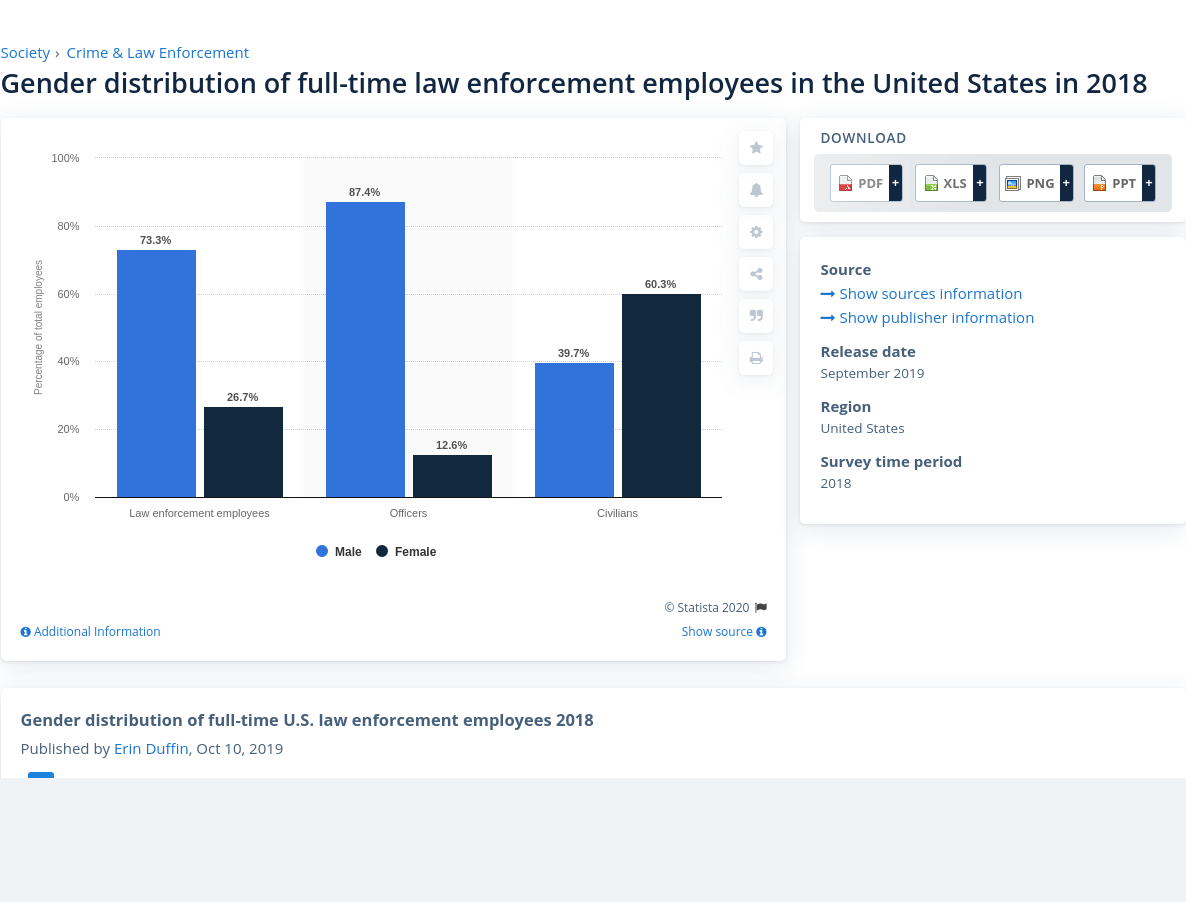 Society › Crime & Law Enforcement
Gender distribution of full-time law enforcement employees in the United States in 2018
Percentage of total employees
100%
80%
60%
40%
20%
0%
73.3%
26.7%
87.4%
12.6%
39.7%
60.3%
Law enforcement employees
Officers
Civilians
Male
Female
© Statista 2020
Additional Information
Show source
DOWNLOAD
PDF +
XLS +
PNG +
PPT +
Source
Show sources information
Show publisher information
Release date
September 2019
Region
United States
Survey time period
2018
Gender distribution of full-time U.S. law enforcement employees 2018
Published by Erin Duffin, Oct 10, 2019